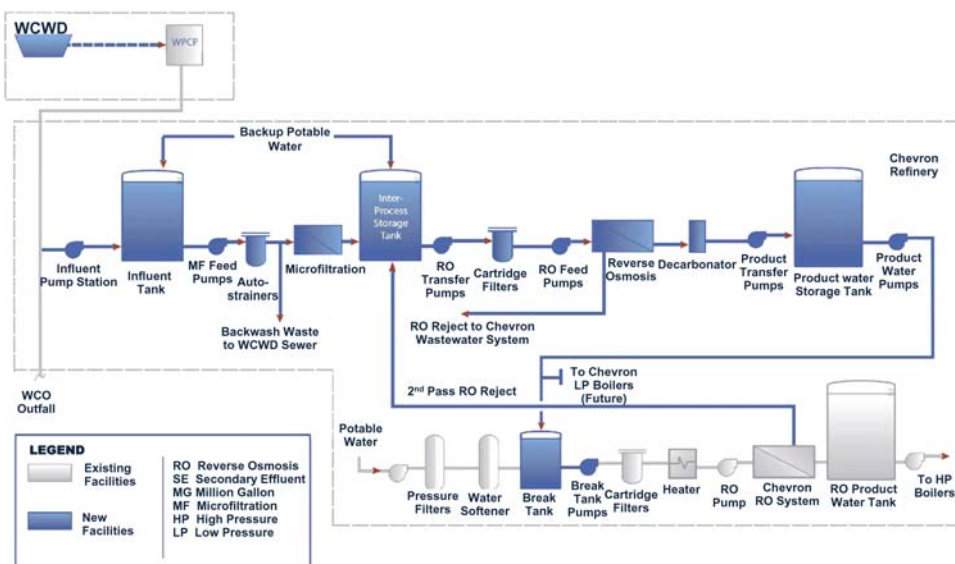 WCWD
WPCP
Backup Potable
Water
Chevron
Refinery
Inter-
Process
Storage
Tank
Influent
Pump Station
Influent
Tank
MF Feed
Pumps
Auto-
strainers
Microfiltration
RO
Transfer
Pumps
Cartridge
Filters
RO Feed
Pumps
Reverse
Osmosis
Decarbonator
Product
Transfer
Pumps
Product water
Storage Tank
Product
Water
Pumps
Backwash Waste
to WCWD Sewer
RO Reject to Chevron
Wastewater System
WCO
Outfall
2nd Pass RO Reject
To Chevron
LP Boilers
(Future)
Potable
Water
Pressure
Filters
Water
Softener
Break
Tank
Break
Tank
Pumps
Cartridge
Filters
Heater
RO
Pump
Chevron
RO System
RO Product
Water Tank
To HP
Boilers
LEGEND
Existing
Facilities
New
Facilities
RO Reverse Osmosis
SE Secondary Effluent
MG Million Gallon
MF Microfiltration
HP High Pressure
LP Low Pressure